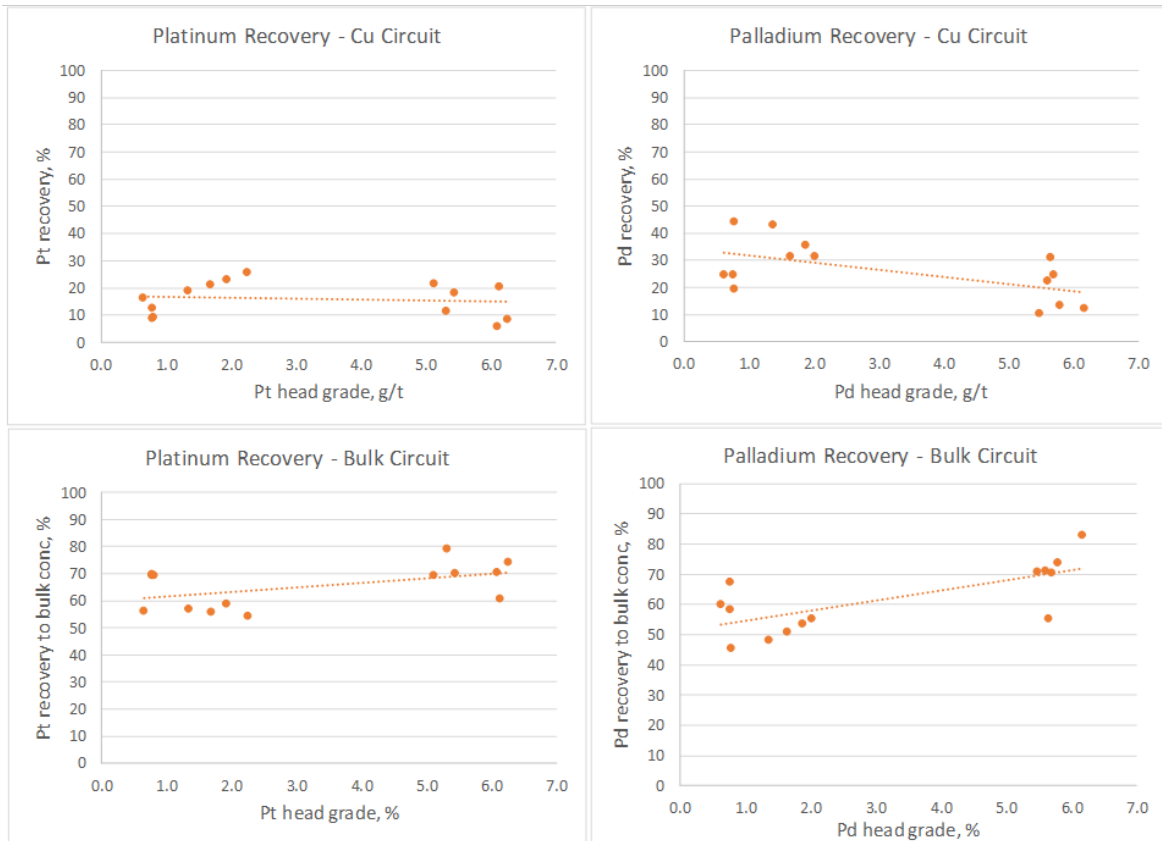 Platinum Recovery - Cu Circuit
Pt recovery, %
100
90
80
70
60
50
40
30
20
10
0
0.0 1.0 2.0 3.0 4.0 5.0 6.0 7.0
Pt head grade, g/t
Palladium Recovery - Cu Circuit
Pd recovery, %
100
90
80
70
60
50
40
30
20
10
0
0.0 1.0 2.0 3.0 4.0 5.0 6.0 7.0
Pd head grade, g/t
Platinum Recovery - Bulk Circuit
Pt recovery to bulk conc, %
100
90
80
70
60
50
40
30
20
10
0
0.0 1.0 2.0 3.0 4.0 5.0 6.0 7.0
Pt head grade, %
Palladium Recovery - Bulk Circuit
Pd recovery to bulk conc, %
100
90
80
70
60
50
40
30
20
10
0
0.0 1.0 2.0 3.0 4.0 5.0 6.0 7.0
Pd head grade, %